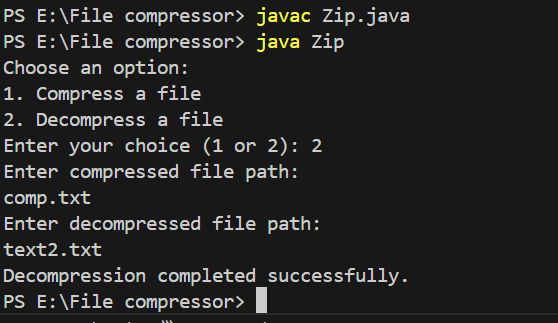 PS E:\File compressor> javac Zip.java
PS E:\File compressor> java Zip
Choose an option:
1. Compress a file
2. Decompress a file
Enter your choice (1 or 2): 2
Enter compressed file path:
comp.txt
Enter decompressed file path:
text2.txt
Decompression completed successfully.
PS E:\File compressor>